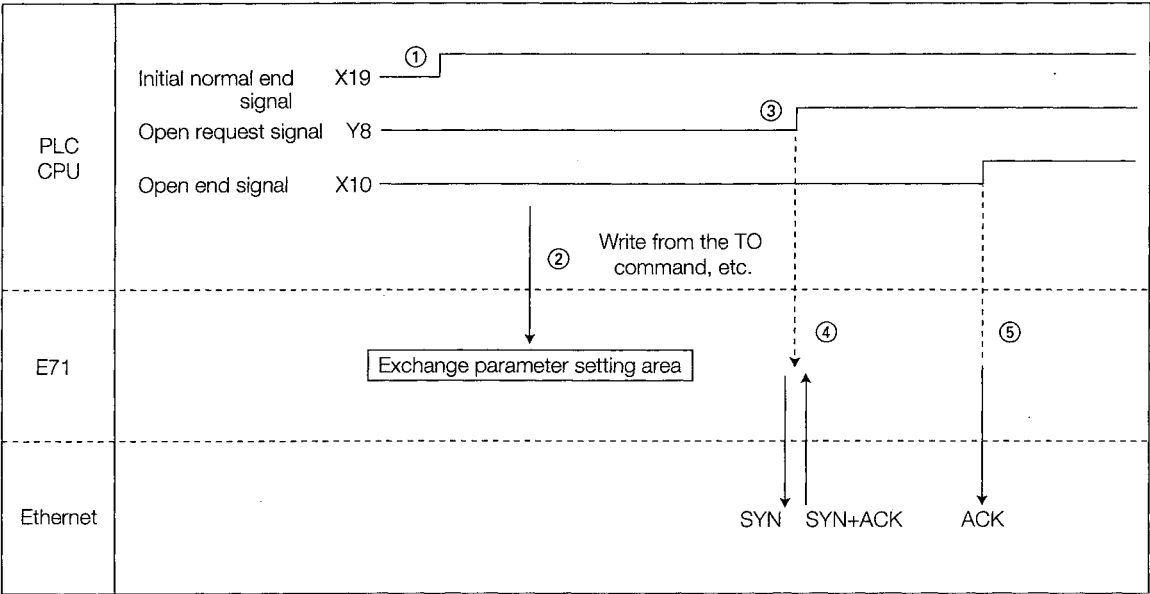 PLC
CPU
Initial normal end
signal
X19
①
Open request signal
Y8
③
Open end signal
X10
②
Write from the TO
command, etc.
E71
Exchange parameter setting area
④
⑤
Ethernet
SYN
SYN+ACK
ACK